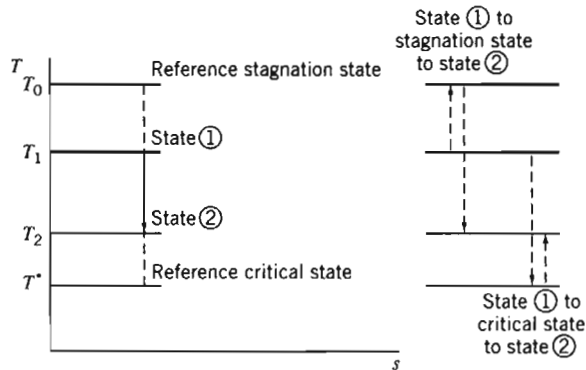 State ① to
stagnation state
to state ②
T
T₀
Reference stagnation state
State ①
T₁
State ②
T₂
Reference critical state
T*
State ① to
critical state
to state ②
s